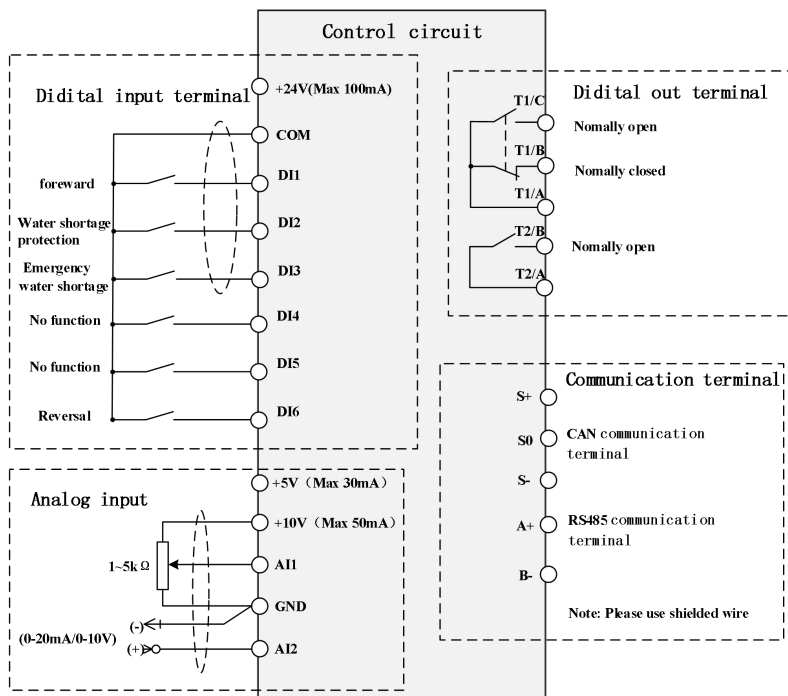 Control circuit
Didital input terminal
+24V(Max 100mA)
COM
foreward
DI1
Water shortage
protection
DI2
Emergency
water shortage
DI3
No function
DI4
No function
DI5
Reversal
DI6
Analog input
+5V (Max 30mA)
+10V (Max 50mA)
1~5k Ω
AI1
GND
(-)
(0-20mA/0-10V)
(+)
AI2
Didital out terminal
T1/C
Nomally open
T1/B
Nomally closed
T1/A
T2/B
Nomally open
T2/A
Communication terminal
S+
S0
CAN communication
terminal
S-
A+
RS485 communication
terminal
B-
Note: Please use shielded wire